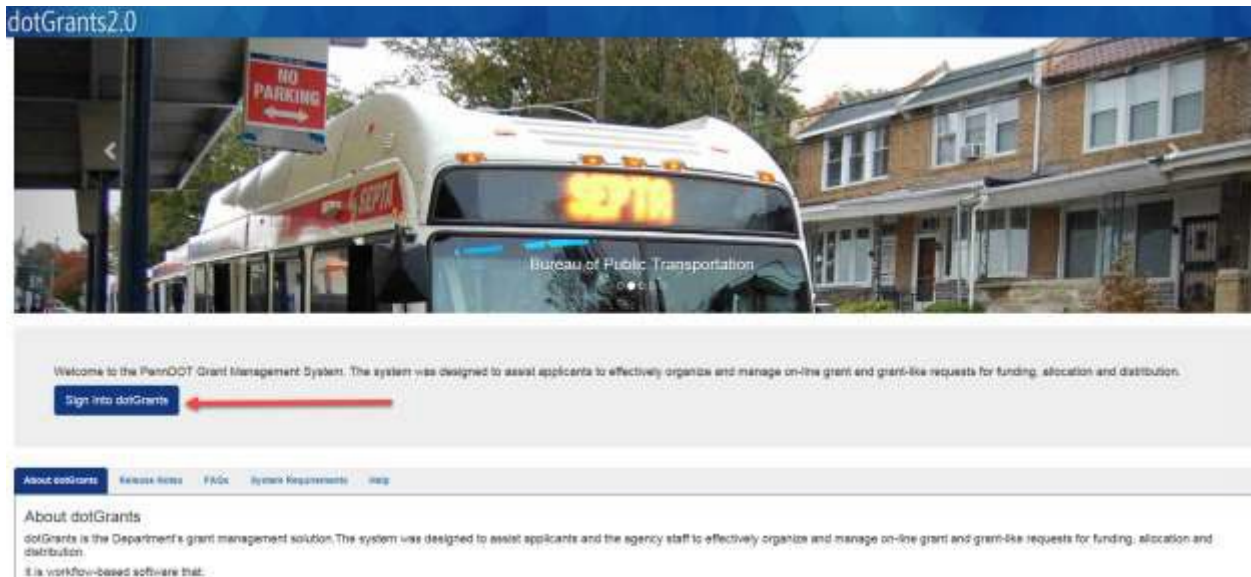 dotGrants2.0
NO
PARKING
SEPTA
SEPTA
Bureau of Public Transportation
Welcome to the PennDOT Grant Management System. The system was designed to assist applicants to effectively organize and manage on-line grant and grant-like requests for funding, allocation and distribution.
Sign into dotGrants
About dotGrants Release Notes FAQs System Requirements Help
About dotGrants
dotGrants is the Department's grant management solution.The system was designed to assist applicants and the agency staff to effectively organize and manage on-line grant and grant-like requests for funding, allocation and
distribution.
It is workflow-based software that: